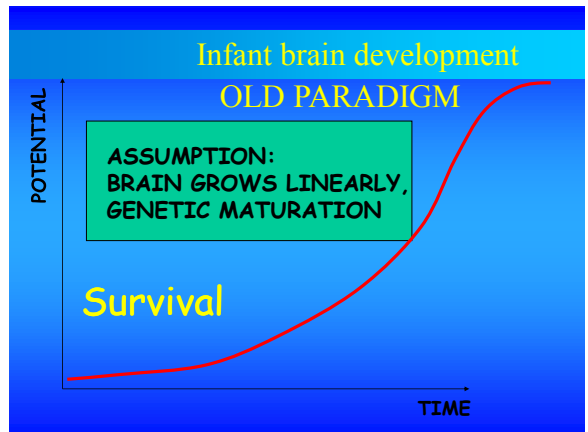 Infant brain development
OLD PARADIGM
POTENTIAL
ASSUMPTION:
BRAIN GROWS LINEARLY,
GENETIC MATURATION
Survival
TIME